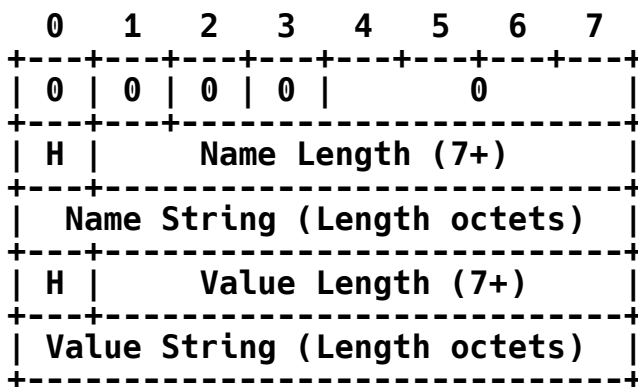 0   1   2   3   4   5   6   7
+---+---+---+---+---+---+---+---+
| 0 | 0 | 0 | 0 |       0       |
+---+---+-----------------------+
| H |     Name Length (7+)      |
+---+---------------------------+
|  Name String (Length octets)  |
+---+---------------------------+
| H |     Value Length (7+)     |
+---+---------------------------+
| Value String (Length octets)  |
+-------------------------------+